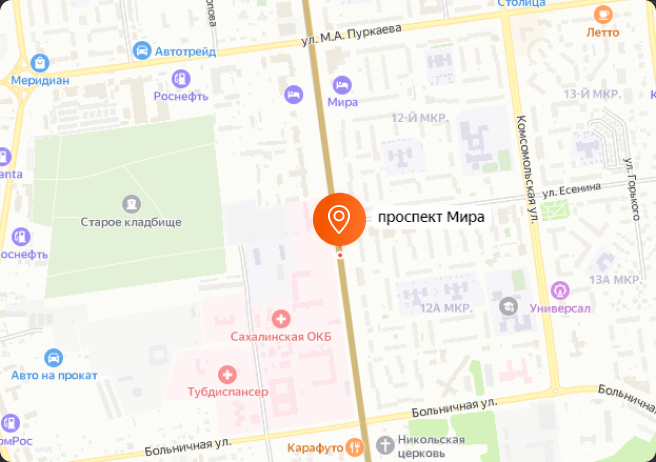 Столица
Летто
ул. М.А. Пуркаева
Автотрейд
Меридиан
Роснефть
Мира
12-Й МКР.
13-Й МКР.
Комсомольская ул.
ул. Горького
ул. Есенина
Старое кладбище
проспект Мира
13А МКР.
12А МКР.
Универсал
Сахалинская ОКБ
Тубдиспансер
Авто на прокат
Больничная ул.
Больничная
Больничная ул.
Карафуто
Никольская
церковь